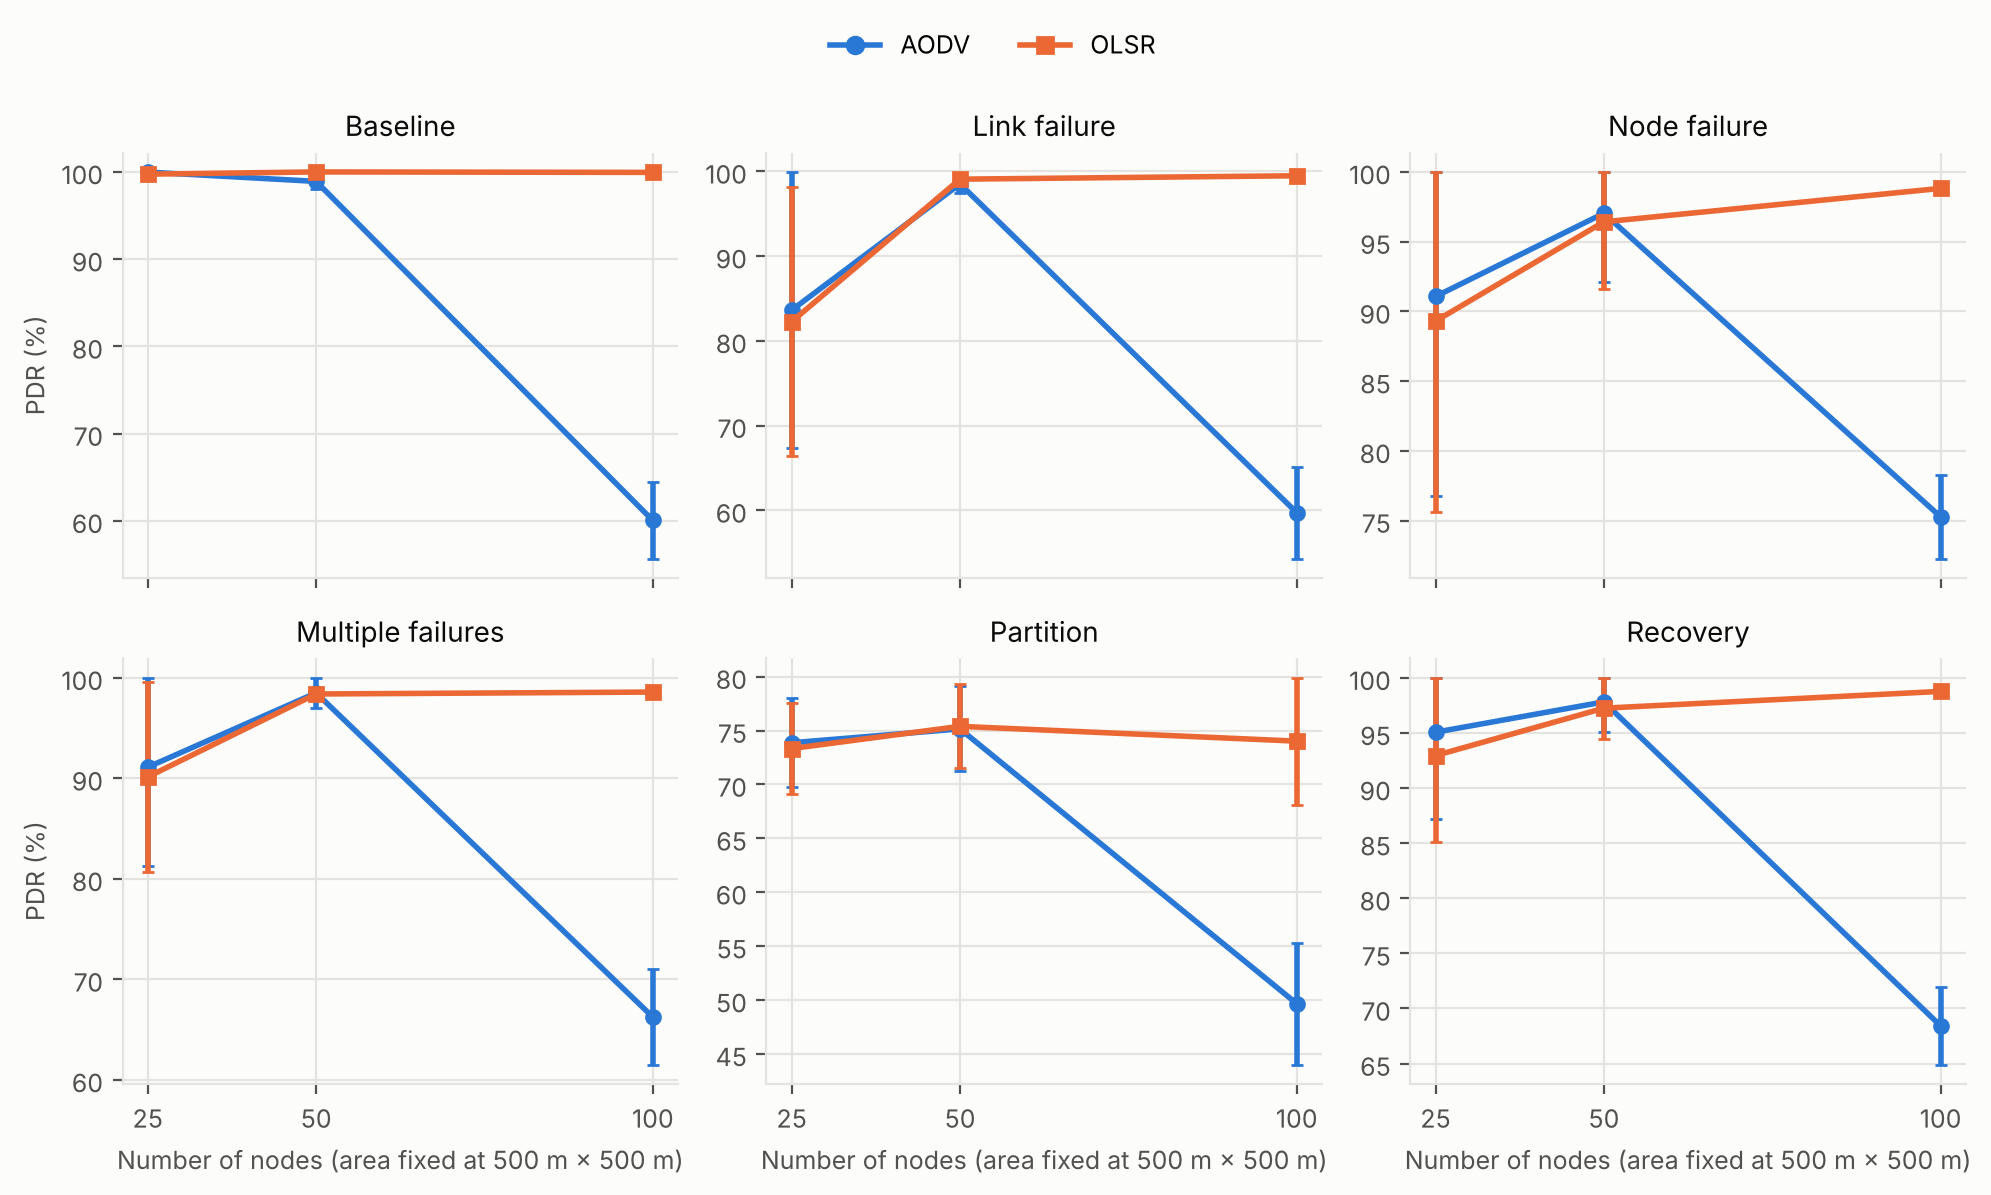 AODV OLSR
Baseline
Link failure
Node failure
PDR (%)
100
90
80
70
60
100
90
80
70
60
100
95
90
85
80
75
Multiple failures
Partition
Recovery
PDR (%)
100
90
80
70
60
80
75
70
65
60
55
50
45
100
95
90
85
80
75
70
65
25 50 100
25 50 100
25 50 100
Number of nodes (area fixed at 500 m × 500 m)
Number of nodes (area fixed at 500 m × 500 m)
Number of nodes (area fixed at 500 m × 500 m)